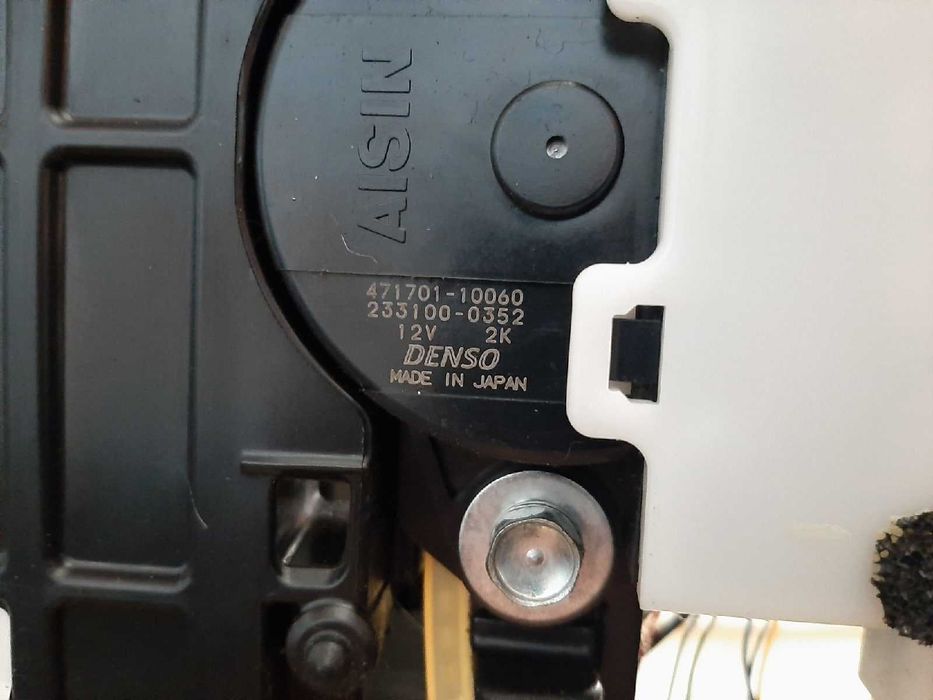 AISIN
471701-10060
233100-0352
12V 2K
DENSO
MADE IN JAPAN